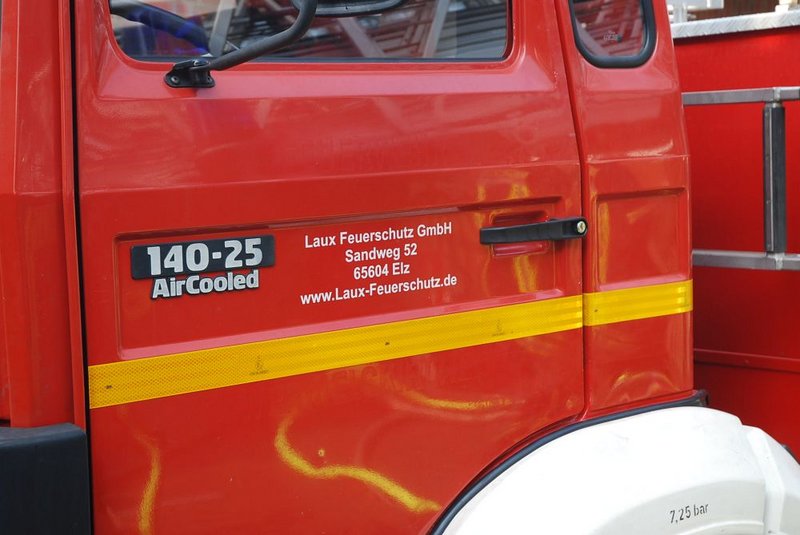 140-25
AirCooled
Laux Feuerschutz GmbH
Sandweg 52
65604 Elz
www.Laux-Feuerschutz.de
7,25 bar